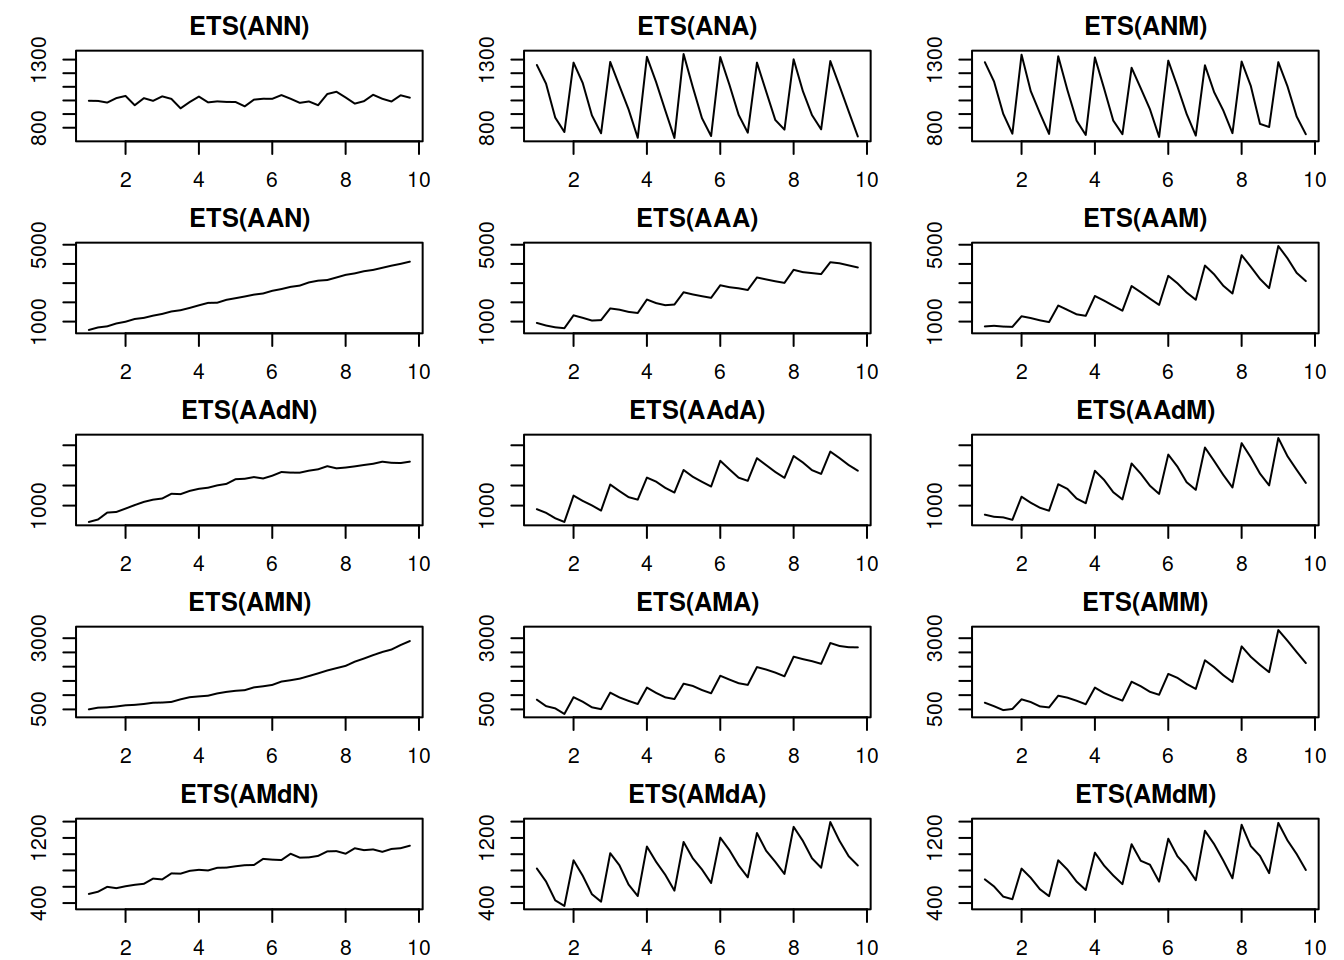 ETS(ANN) ETS(ANA) ETS(ANM)
1300 1300 1300
800 800 800
2 4 6 8 10 2 4 6 8 10 2 4 6 8 10
ETS(AAN) ETS(AAA) ETS(AAM)
5000 5000 5000
1000 1000 1000
2 4 6 8 10 2 4 6 8 10 2 4 6 8 10
ETS(AAdN) ETS(AAdA) ETS(AAdM)
1000 1000 1000
2 4 6 8 10 2 4 6 8 10 2 4 6 8 10
ETS(AMN) ETS(AMA) ETS(AMM)
3000 3000 3000
500 500 500
2 4 6 8 10 2 4 6 8 10 2 4 6 8 10
ETS(AMdN) ETS(AMdA) ETS(AMdM)
1200 1200 1200
400 400 400
2 4 6 8 10 2 4 6 8 10 2 4 6 8 10